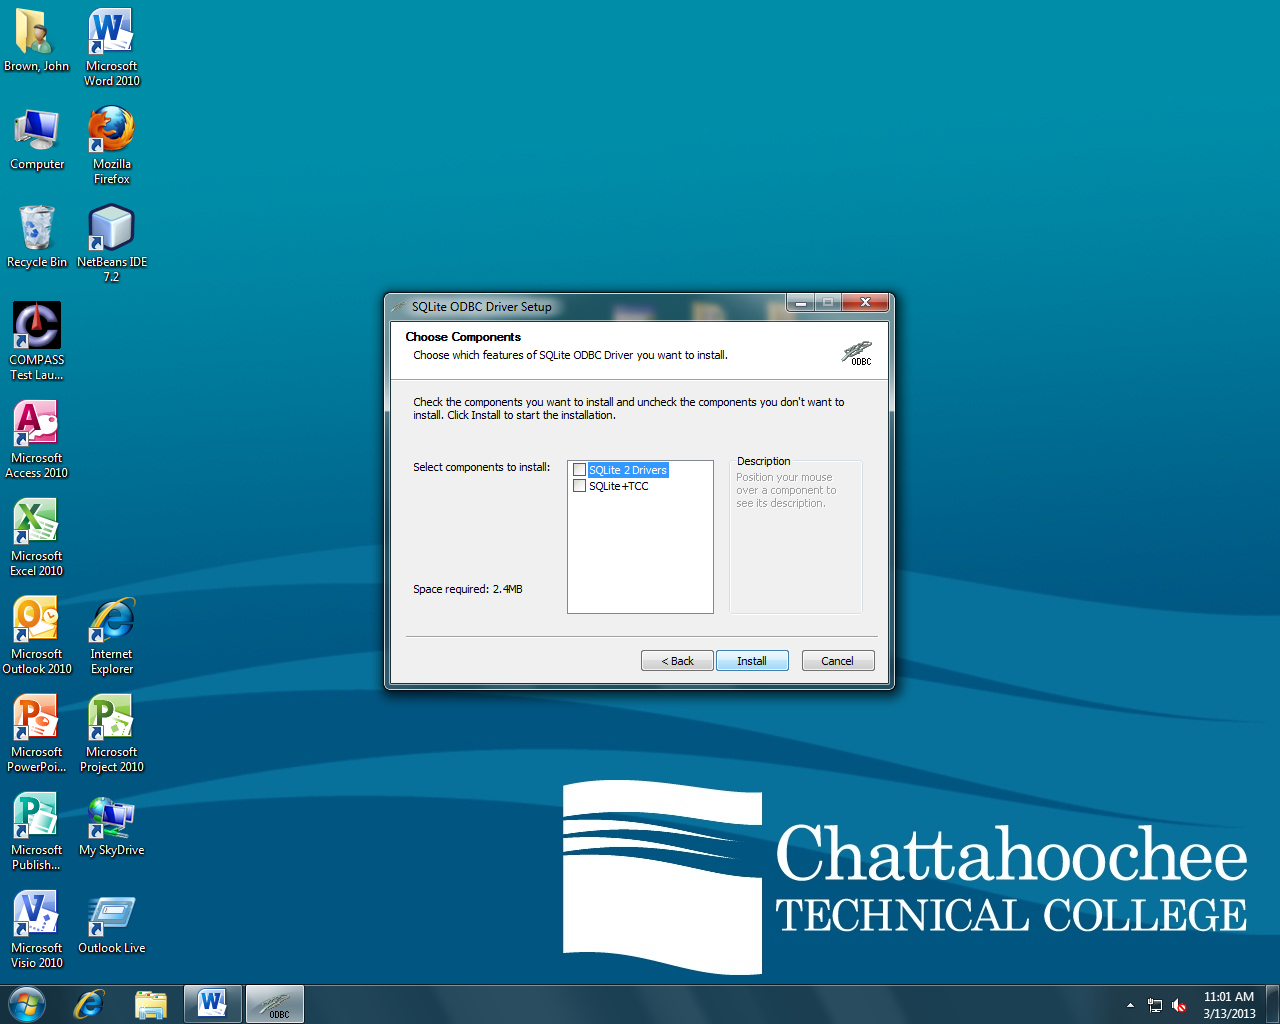 Brown, John
Microsoft
Word 2010
Computer
Mozilla
Firefox
Recycle Bin
NetBeans IDE
7.2
COMPASS
Test Lau...
Microsoft
Access 2010
Microsoft
Excel 2010
Microsoft
Outlook 2010
Internet
Explorer
Microsoft
PowerPoi...
Microsoft
Project 2010
Microsoft
Publish...
My SkyDrive
Microsoft
Visio 2010
Outlook Live
SQLite ODBC Driver Setup
Choose Components
Choose which features of SQLite ODBC Driver you want to install.
ODBC
Check the components you want to install and uncheck the components you don't want to
install. Click Install to start the installation.
Select components to install:
SQLite 2 Drivers
SQLite+TCC
Description
Position your mouse
over a component to
see its description.
Space required: 2.4MB
< Back
Install
Cancel
Chattahoochee
TECHNICAL COLLEGE
ODBC
11:01 AM
3/13/2013